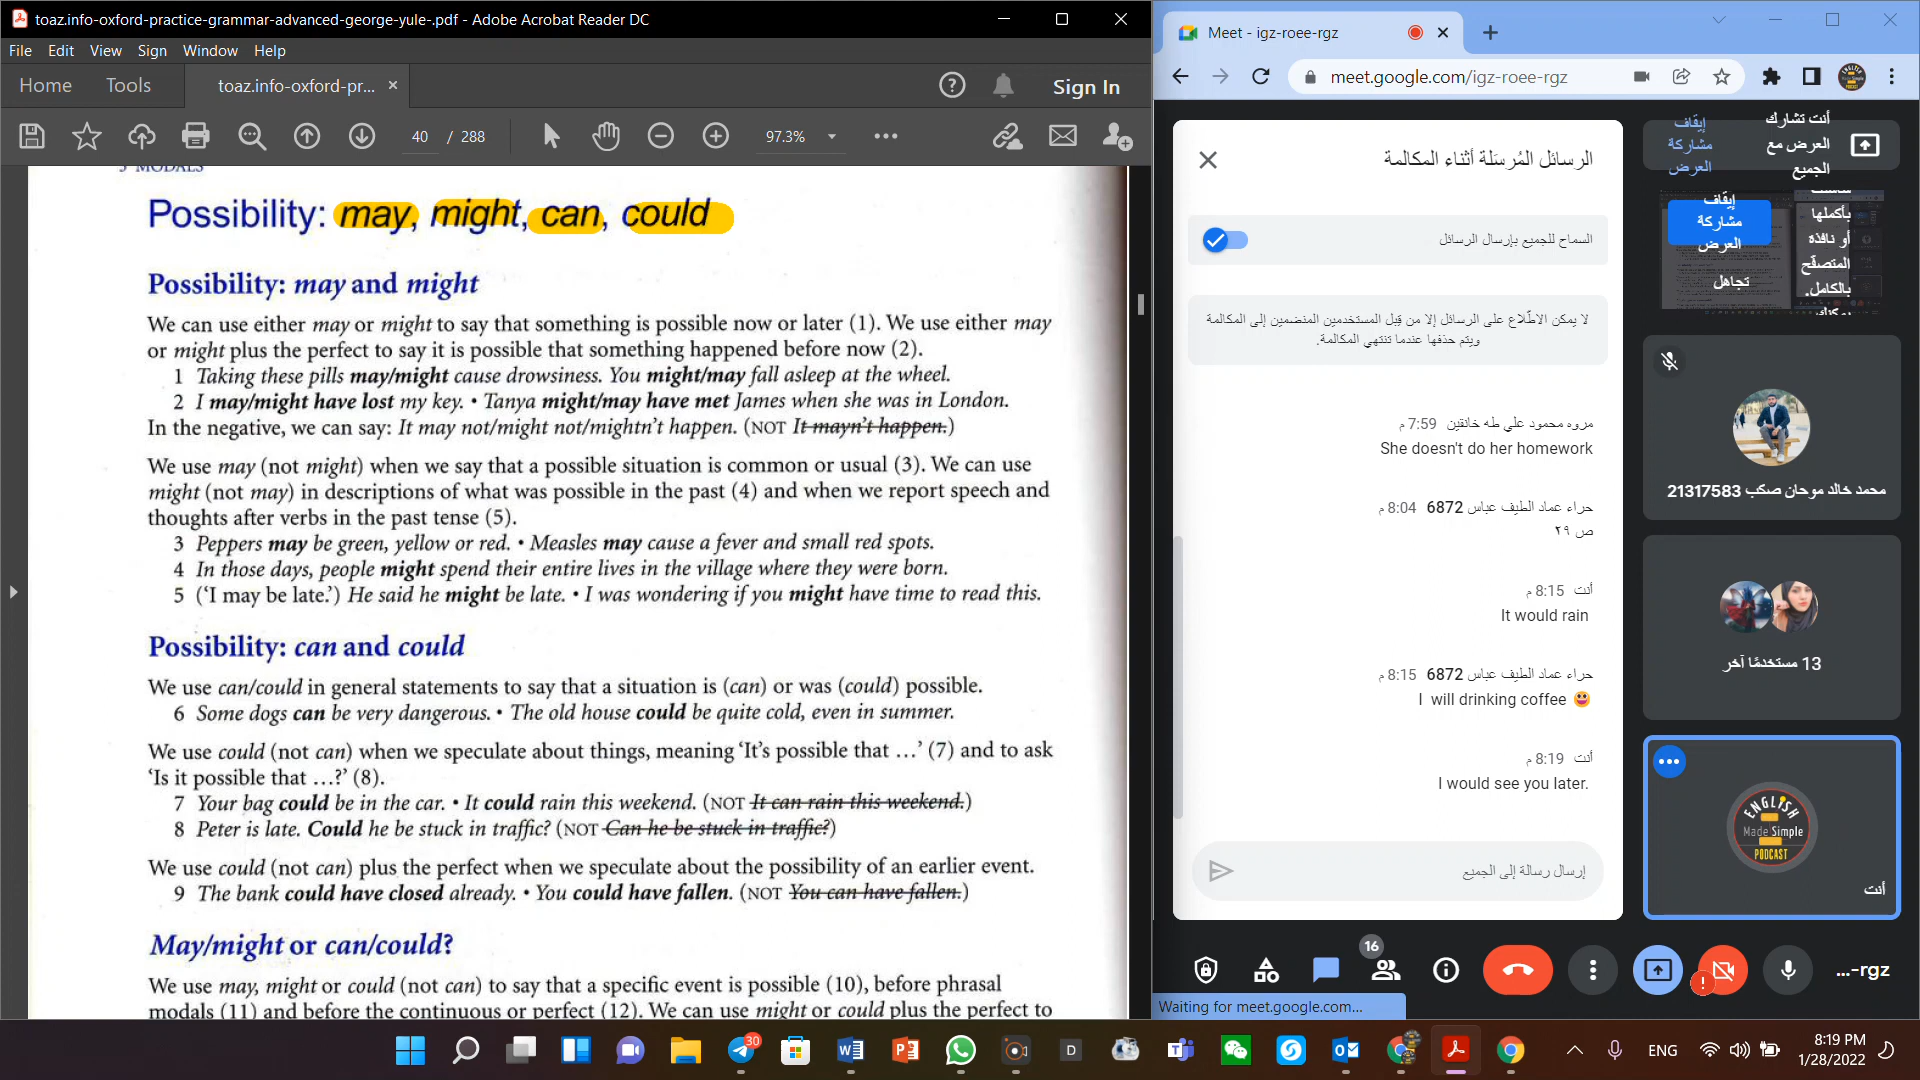 toaz.info-oxford-practice-grammar-advanced-george-yule-.pdf - Adobe Acrobat Reader DC
File Edit View Sign Window Help
Home Tools toaz.info-oxford-pr... × Sign In
40 / 288 97.3%
3 MODALS
Possibility: may, might, can, could
Possibility: may and might
We can use either may or might to say that something is possible now or later (1). We use either may
or might plus the perfect to say it is possible that something happened before now (2).
1 Taking these pills may/might cause drowsiness. You might/may fall asleep at the wheel.
2 I may/might have lost my key. • Tanya might/may have met James when she was in London.
In the negative, we can say: It may not/might not/mightn't happen. (NOT It mayn't happen.)
We use may (not might) when we say that a possible situation is common or usual (3). We can use
might (not may) in descriptions of what was possible in the past (4) and when we report speech and
thoughts after verbs in the past tense (5).
3 Peppers may be green, yellow or red. • Measles may cause a fever and small red spots.
4 In those days, people might spend their entire lives in the village where they were born.
5 ('I may be late.') He said he might be late. • I was wondering if you might have time to read this.
Possibility: can and could
We use can/could in general statements to say that a situation is (can) or was (could) possible.
6 Some dogs can be very dangerous. • The old house could be quite cold, even in summer.
We use could (not can) when we speculate about things, meaning 'It's possible that …' (7) and to ask
'Is it possible that …?' (8).
7 Your bag could be in the car. • It could rain this weekend. (NOT It can rain this weekend.)
8 Peter is late. Could he be stuck in traffic? (NOT Can he be stuck in traffic?)
We use could (not can) plus the perfect when we speculate about the possibility of an earlier event.
9 The bank could have closed already. • You could have fallen. (NOT You can have fallen.)
May/might or can/could?
We use may, might or could (not can) to say that a specific event is possible (10), before phrasal
modals (11) and before the continuous or perfect (12). We can use might or could plus the perfect to
Meet - igz-roee-rgz
meet.google.com/igz-roee-rgz
الرسائل المُرسَلة أثناء المكالمة
السماح للجميع بإرسال الرسائل
لا يمكن الاطّلاع على الرسائل إلا من قِبل المستخدمين المنضمين إلى المكالمة
ويتم حذفها عندما تنتهي المكالمة.
مروه محمود علي طه خانقين 7:59 م
She doesn't do her homework
حراء عماد الطيف عباس 6872 8:04 م
ص ٢٩
أنت 8:15 م
It would rain
حراء عماد الطيف عباس 6872 8:15 م
I will drinking coffee
أنت 8:19 م
I would see you later.
إرسال رسالة إلى الجميع
أنت تشارك
العرض مع
الجميع
إيقاف
مشاركة
العرض
إيقاف
مشاركة
العرض
تجاهل
بأكملها
أو نافذة
المتصفّح
بالكامل.
محمد خالد موحان صكب 21317583
13 مستخدمًا آخر
ENGLISH
Made Simple
PODCAST
أنت
16
...-rgz
Waiting for meet.google.com...
30
D
ENG
8:19 PM
1/28/2022